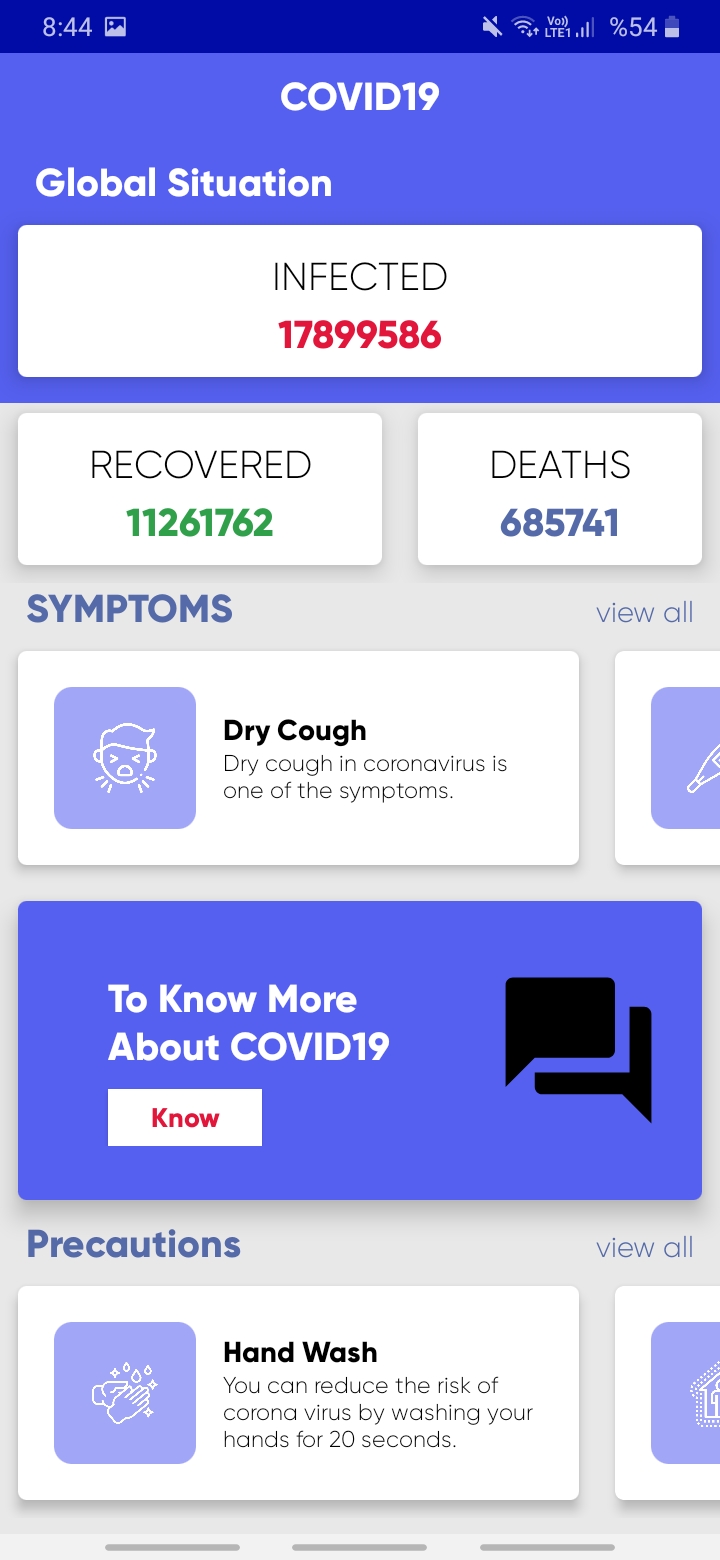 8:44 Vo)) LTE1 %54
COVID19
Global Situation
INFECTED
17899586
RECOVERED
11261762
DEATHS
685741
SYMPTOMS
view all
Dry Cough
Dry cough in coronavirus is
one of the symptoms.
To Know More
About COVID19
Know
Precautions
view all
Hand Wash
You can reduce the risk of
corona virus by washing your
hands for 20 seconds.